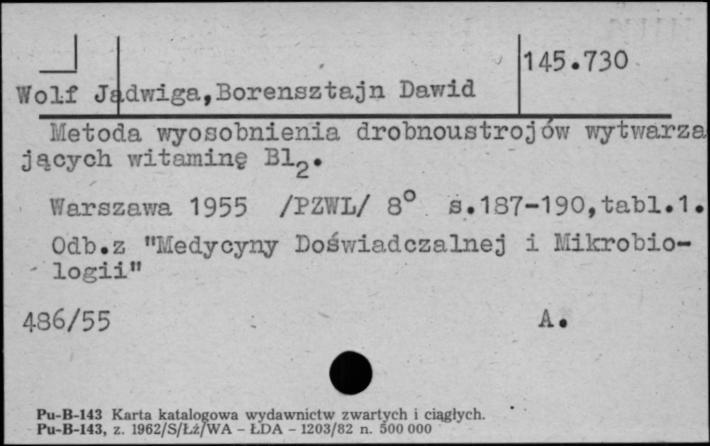 145.730
Wolf Jadwiga,Borensztajn Dawid
Metoda wyosobnienia drobnoustrojów wytwarza
jących witaminę B12.
Warszawa 1955 /PZWL/ 8° s.187-190,tabl.1.
Odb.z "Medycyny Doświadczalnej i Mikrobio-
logii"
486/55 A.
Pu-B-143 Karta katalogowa wydawnictw zwartych i ciągłych.
Pu-B-143, z. 1962/S/Łż/WA - ŁDA - 1203/82 n. 500 000